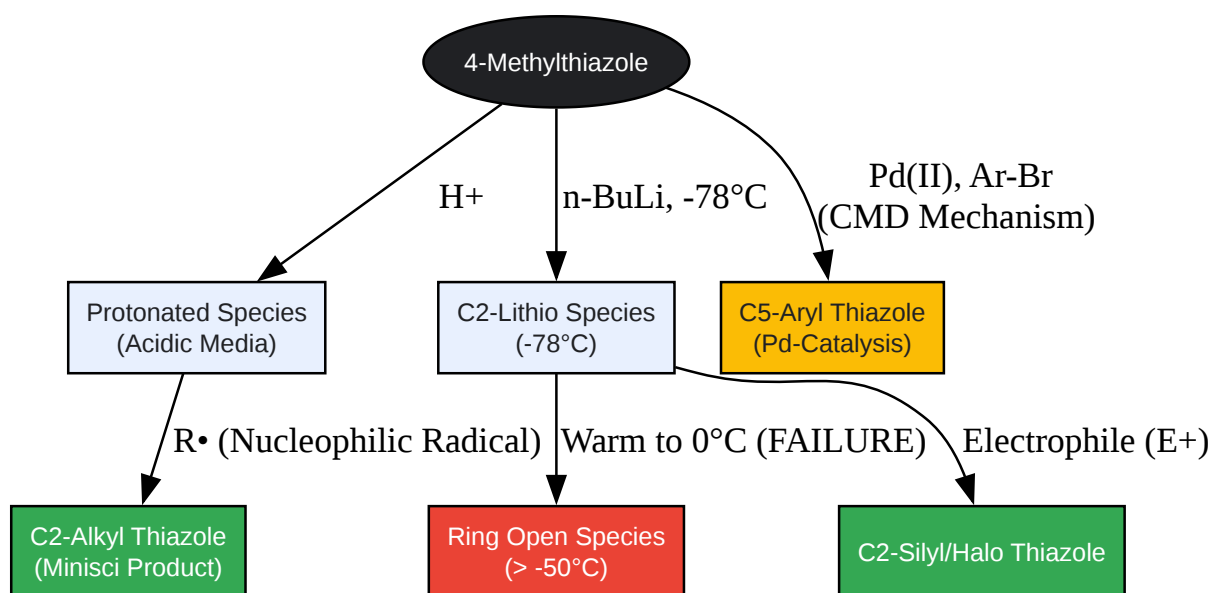 4-Methylthiazole
H+
n-BuLi, -78°C
Pd(II), Ar-Br
(CMD Mechanism)
Protonated Species
(Acidic Media)
C2-Lithio Species
(-78°C)
C5-Aryl Thiazole
(Pd-Catalysis)
R• (Nucleophilic Radical)
Warm to 0°C (FAILURE)
Electrophile (E+)
C2-Alkyl Thiazole
(Minisci Product)
Ring Open Species
(> -50°C)
C2-Silyl/Halo Thiazole